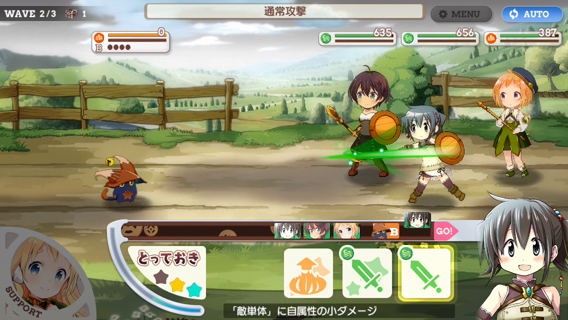 WAVE 2/3 1
通常攻撃
MENU
AUTO
0
B
635
656
387
B
GO!
とっておき
SUPPORT
「敵単体」に自属性の小ダメージ